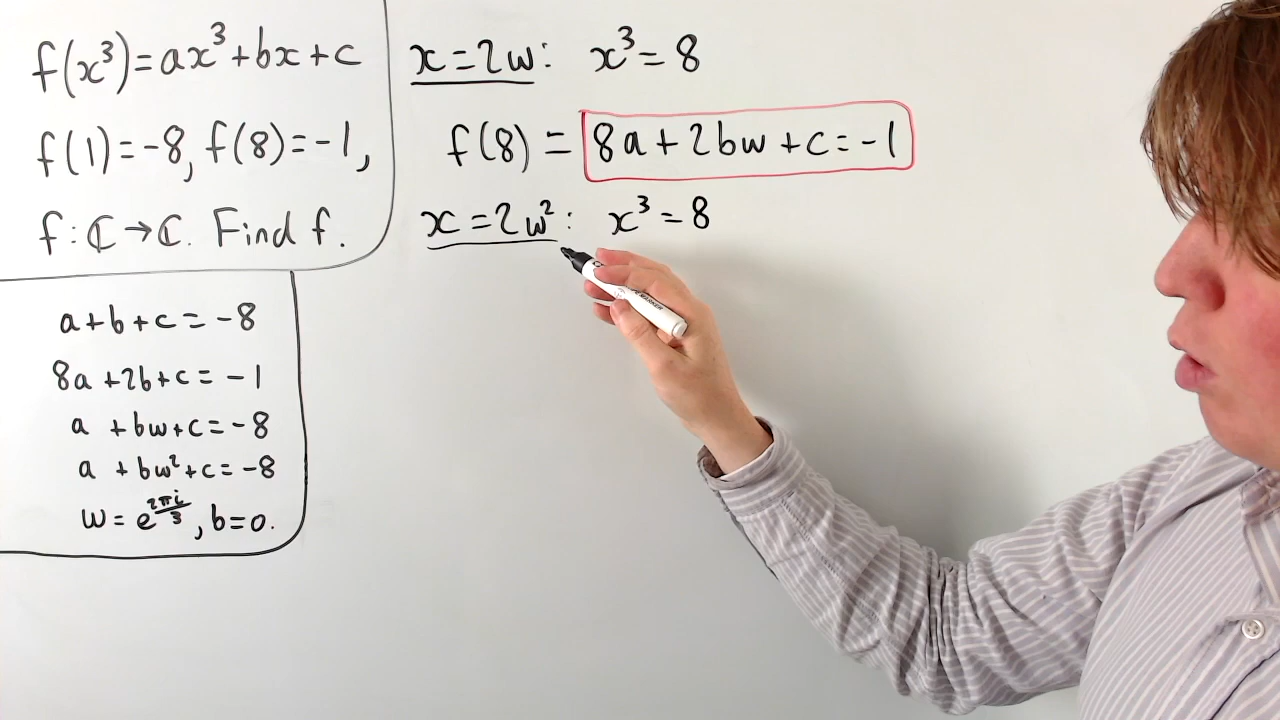 f(x³)=ax³+bx+c
f(1)=-8, f(8)=-1,
f:ℂ→ℂ. Find f.
a+b+c=-8
8a+2b+c=-1
a+bw+c=-8
a+bw²+c=-8
w=e^(2πi/3), b=0.
x=2w: x³=8
f(8)=8a+2bw+c=-1
x=2w²: x³=8